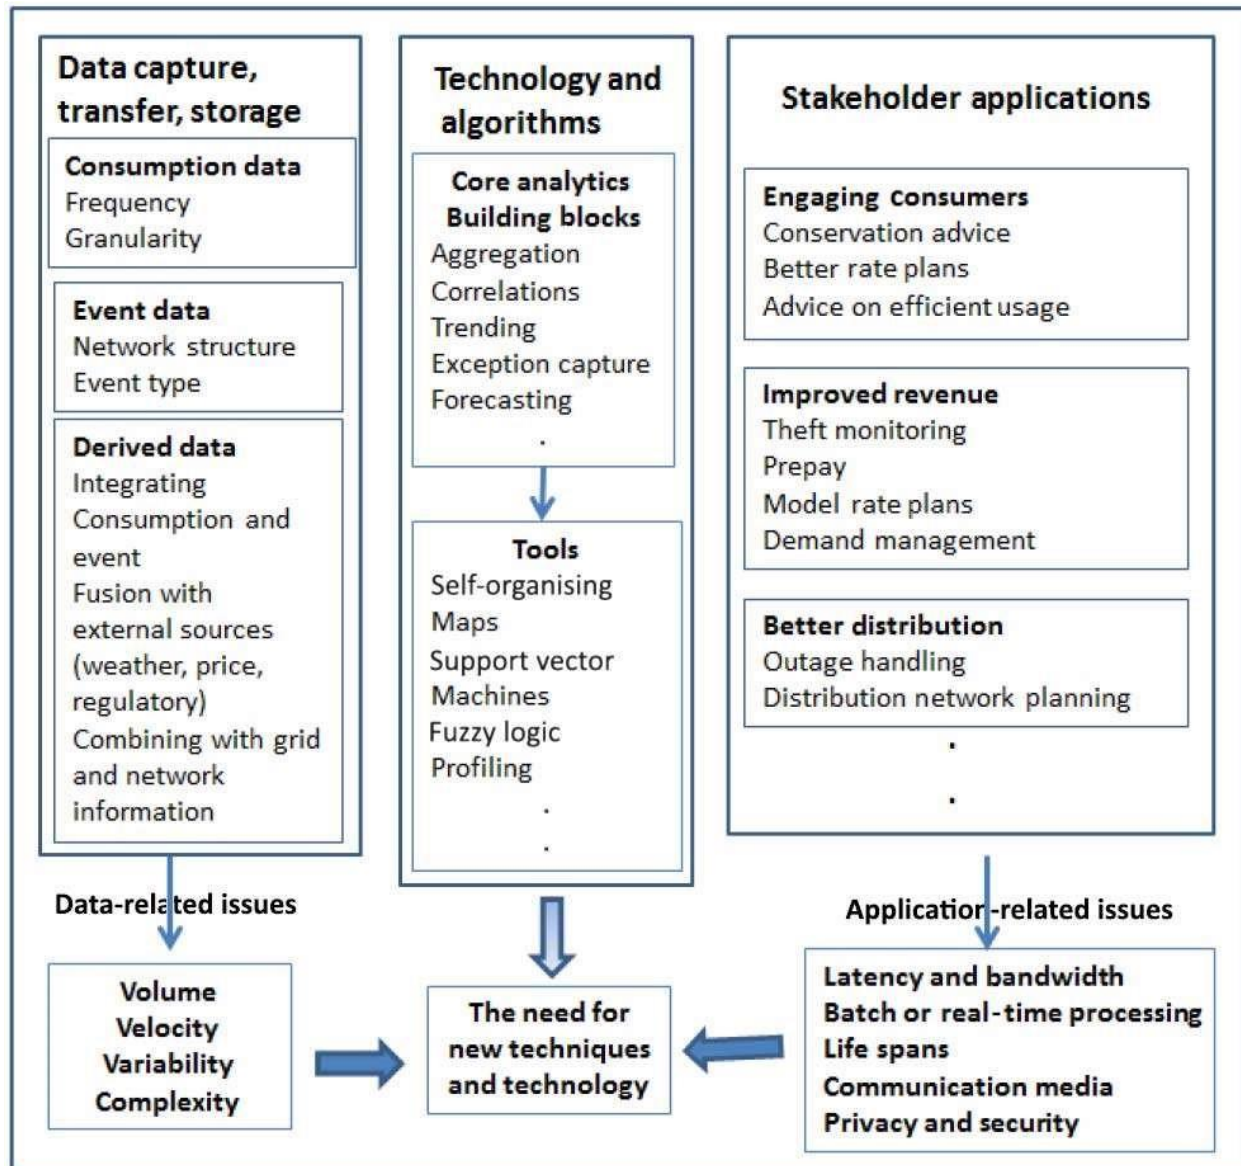 Data capture,
transfer, storage
Consumption data
Frequency
Granularity
Event data
Network structure
Event type
Derived data
Integrating
Consumption and
event
Fusion with
external sources
(weather, price,
regulatory)
Combining with grid
and network
information
Data-related issues
Volume
Velocity
Variability
Complexity
Technology and
algorithms
Core analytics
Building blocks
Aggregation
Correlations
Trending
Exception capture
Forecasting
.
Tools
Self-organising
Maps
Support vector
Machines
Fuzzy logic
Profiling
.
.
The need for
new techniques
and technology
Stakeholder applications
Engaging consumers
Conservation advice
Better rate plans
Advice on efficient usage
Improved revenue
Theft monitoring
Prepay
Model rate plans
Demand management
Better distribution
Outage handling
Distribution network planning
.
.
Application-related issues
Latency and bandwidth
Batch or real-time processing
Life spans
Communication media
Privacy and security